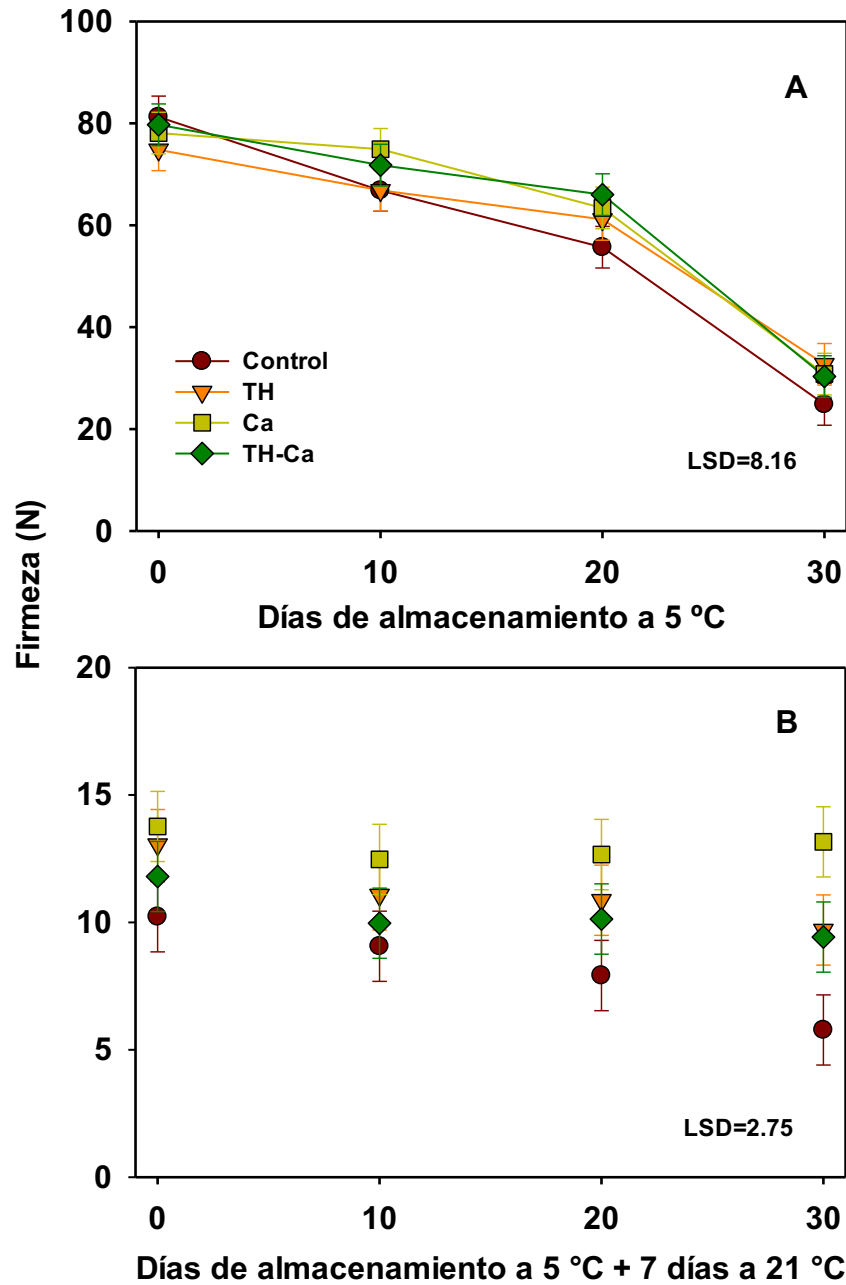 100
80
60
40
20
0
A
Control
TH
Ca
TH-Ca
LSD=8.16
0 10 20 30
Días de almacenamiento a 5 ºC
Firmeza (N)
20
15
10
5
0
B
LSD=2.75
0 10 20 30
Días de almacenamiento a 5 °C + 7 días a 21 °C